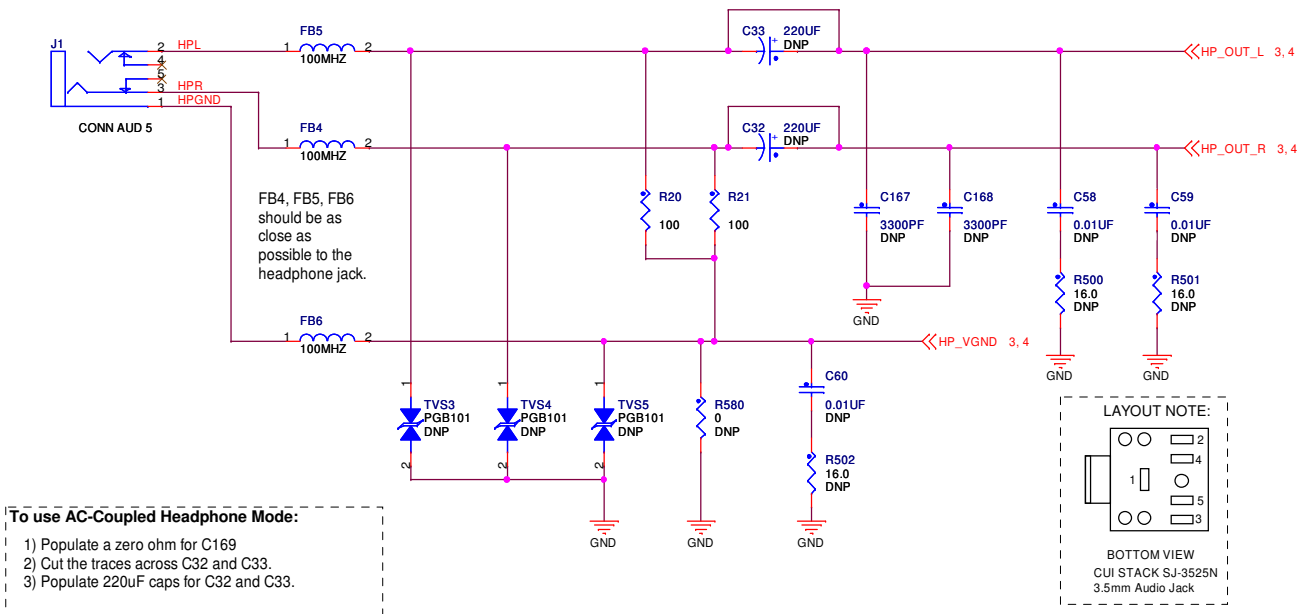 J1
2
HPL
4
5
3
HPR
1
HPGND
CONN AUD 5
1
FB5
2
100MHZ
1
FB4
2
100MHZ
FB4, FB5, FB6
should be as
close as
possible to the
headphone jack.
1
FB6
2
100MHZ
C33
220UF
DNP
+
C32
220UF
DNP
+
HP_OUT_L 3, 4
HP_OUT_R 3, 4
R20
100
R21
100
C167
3300PF
DNP
C168
3300PF
DNP
GND
C58
0.01UF
DNP
C59
0.01UF
DNP
R500
16.0
DNP
R501
16.0
DNP
GND
GND
HP_VGND 3, 4
1
TVS3
PGB101
DNP
2
1
TVS4
PGB101
DNP
2
1
TVS5
PGB101
DNP
2
GND
R580
0
DNP
GND
C60
0.01UF
DNP
R502
16.0
DNP
GND
LAYOUT NOTE:
2
4
1
5
3
BOTTOM VIEW
CUI STACK SJ-3525N
3.5mm Audio Jack
To use AC-Coupled Headphone Mode:
1) Populate a zero ohm for C169
2) Cut the traces across C32 and C33.
3) Populate 220uF caps for C32 and C33.